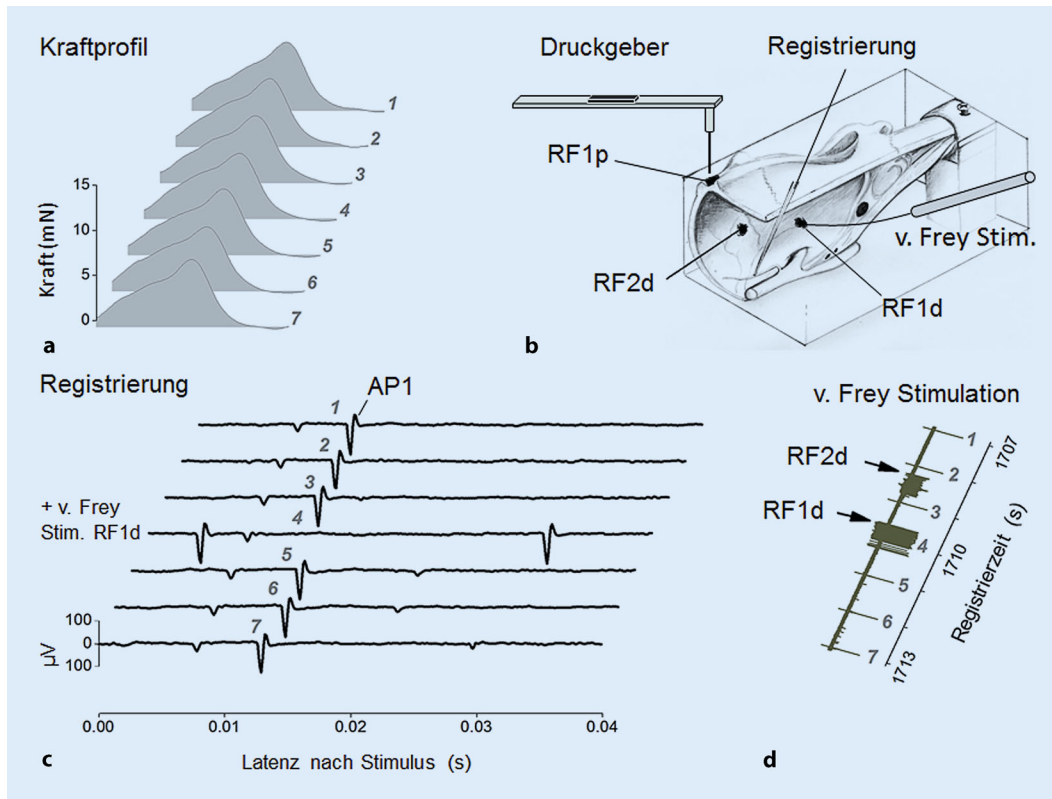 Kraftprofil
1
2
3
4
5
6
7
Kraft (mN)
15
10
5
0
a
Druckgeber
Registrierung
RF1p
RF2d
v. Frey Stim.
RF1d
b
Registrierung
AP1
1
2
3
4
+ v. Frey
Stim. RF1d
5
6
7
100
0
100
µV
0.00 0.01 0.02 0.03 0.04
Latenz nach Stimulus (s)
c
v. Frey Stimulation
RF2d
RF1d
1
2
3
4
5
6
7
1707
1710
1713
Registrierzeit (s)
d